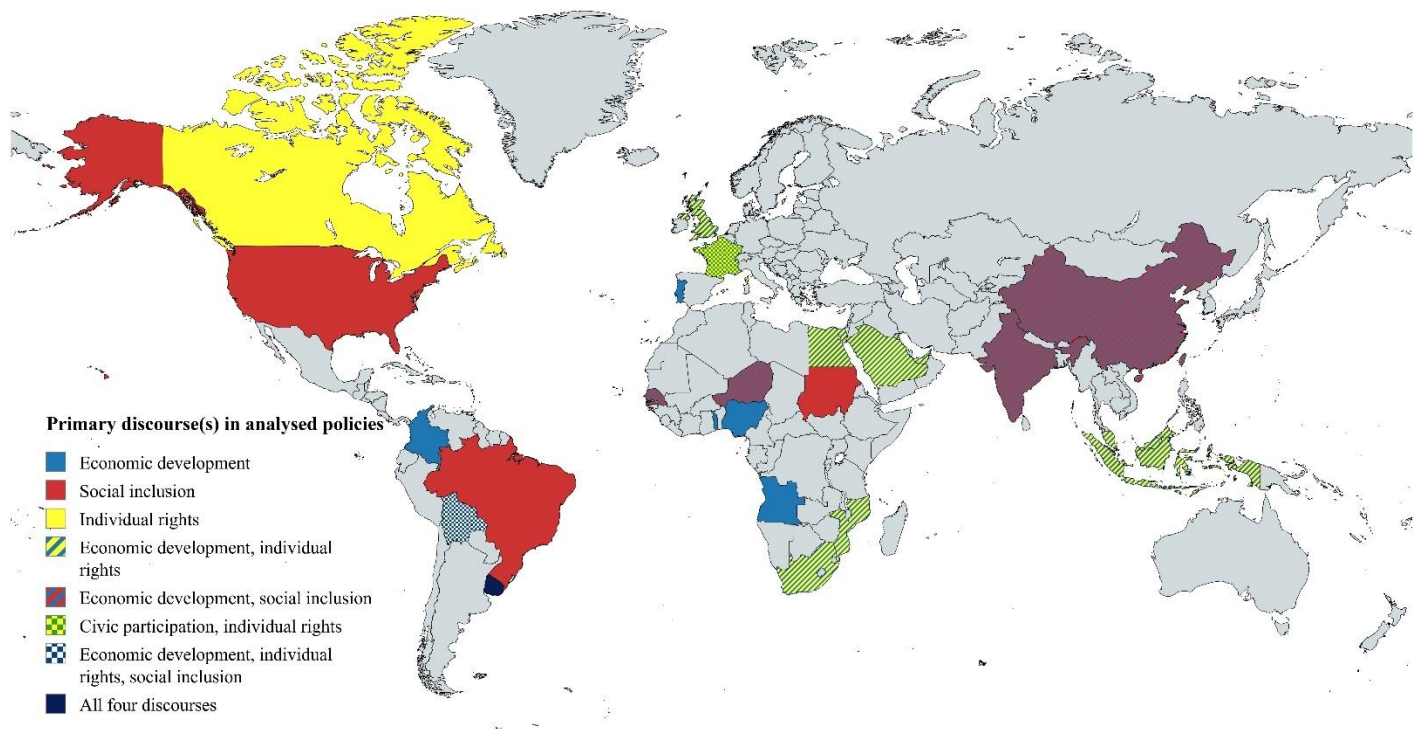 Primary discourse(s) in analysed policies
Economic development
Social inclusion
Individual rights
Economic development, individual
rights
Economic development, social inclusion
Civic participation, individual rights
Economic development, individual
rights, social inclusion
All four discourses